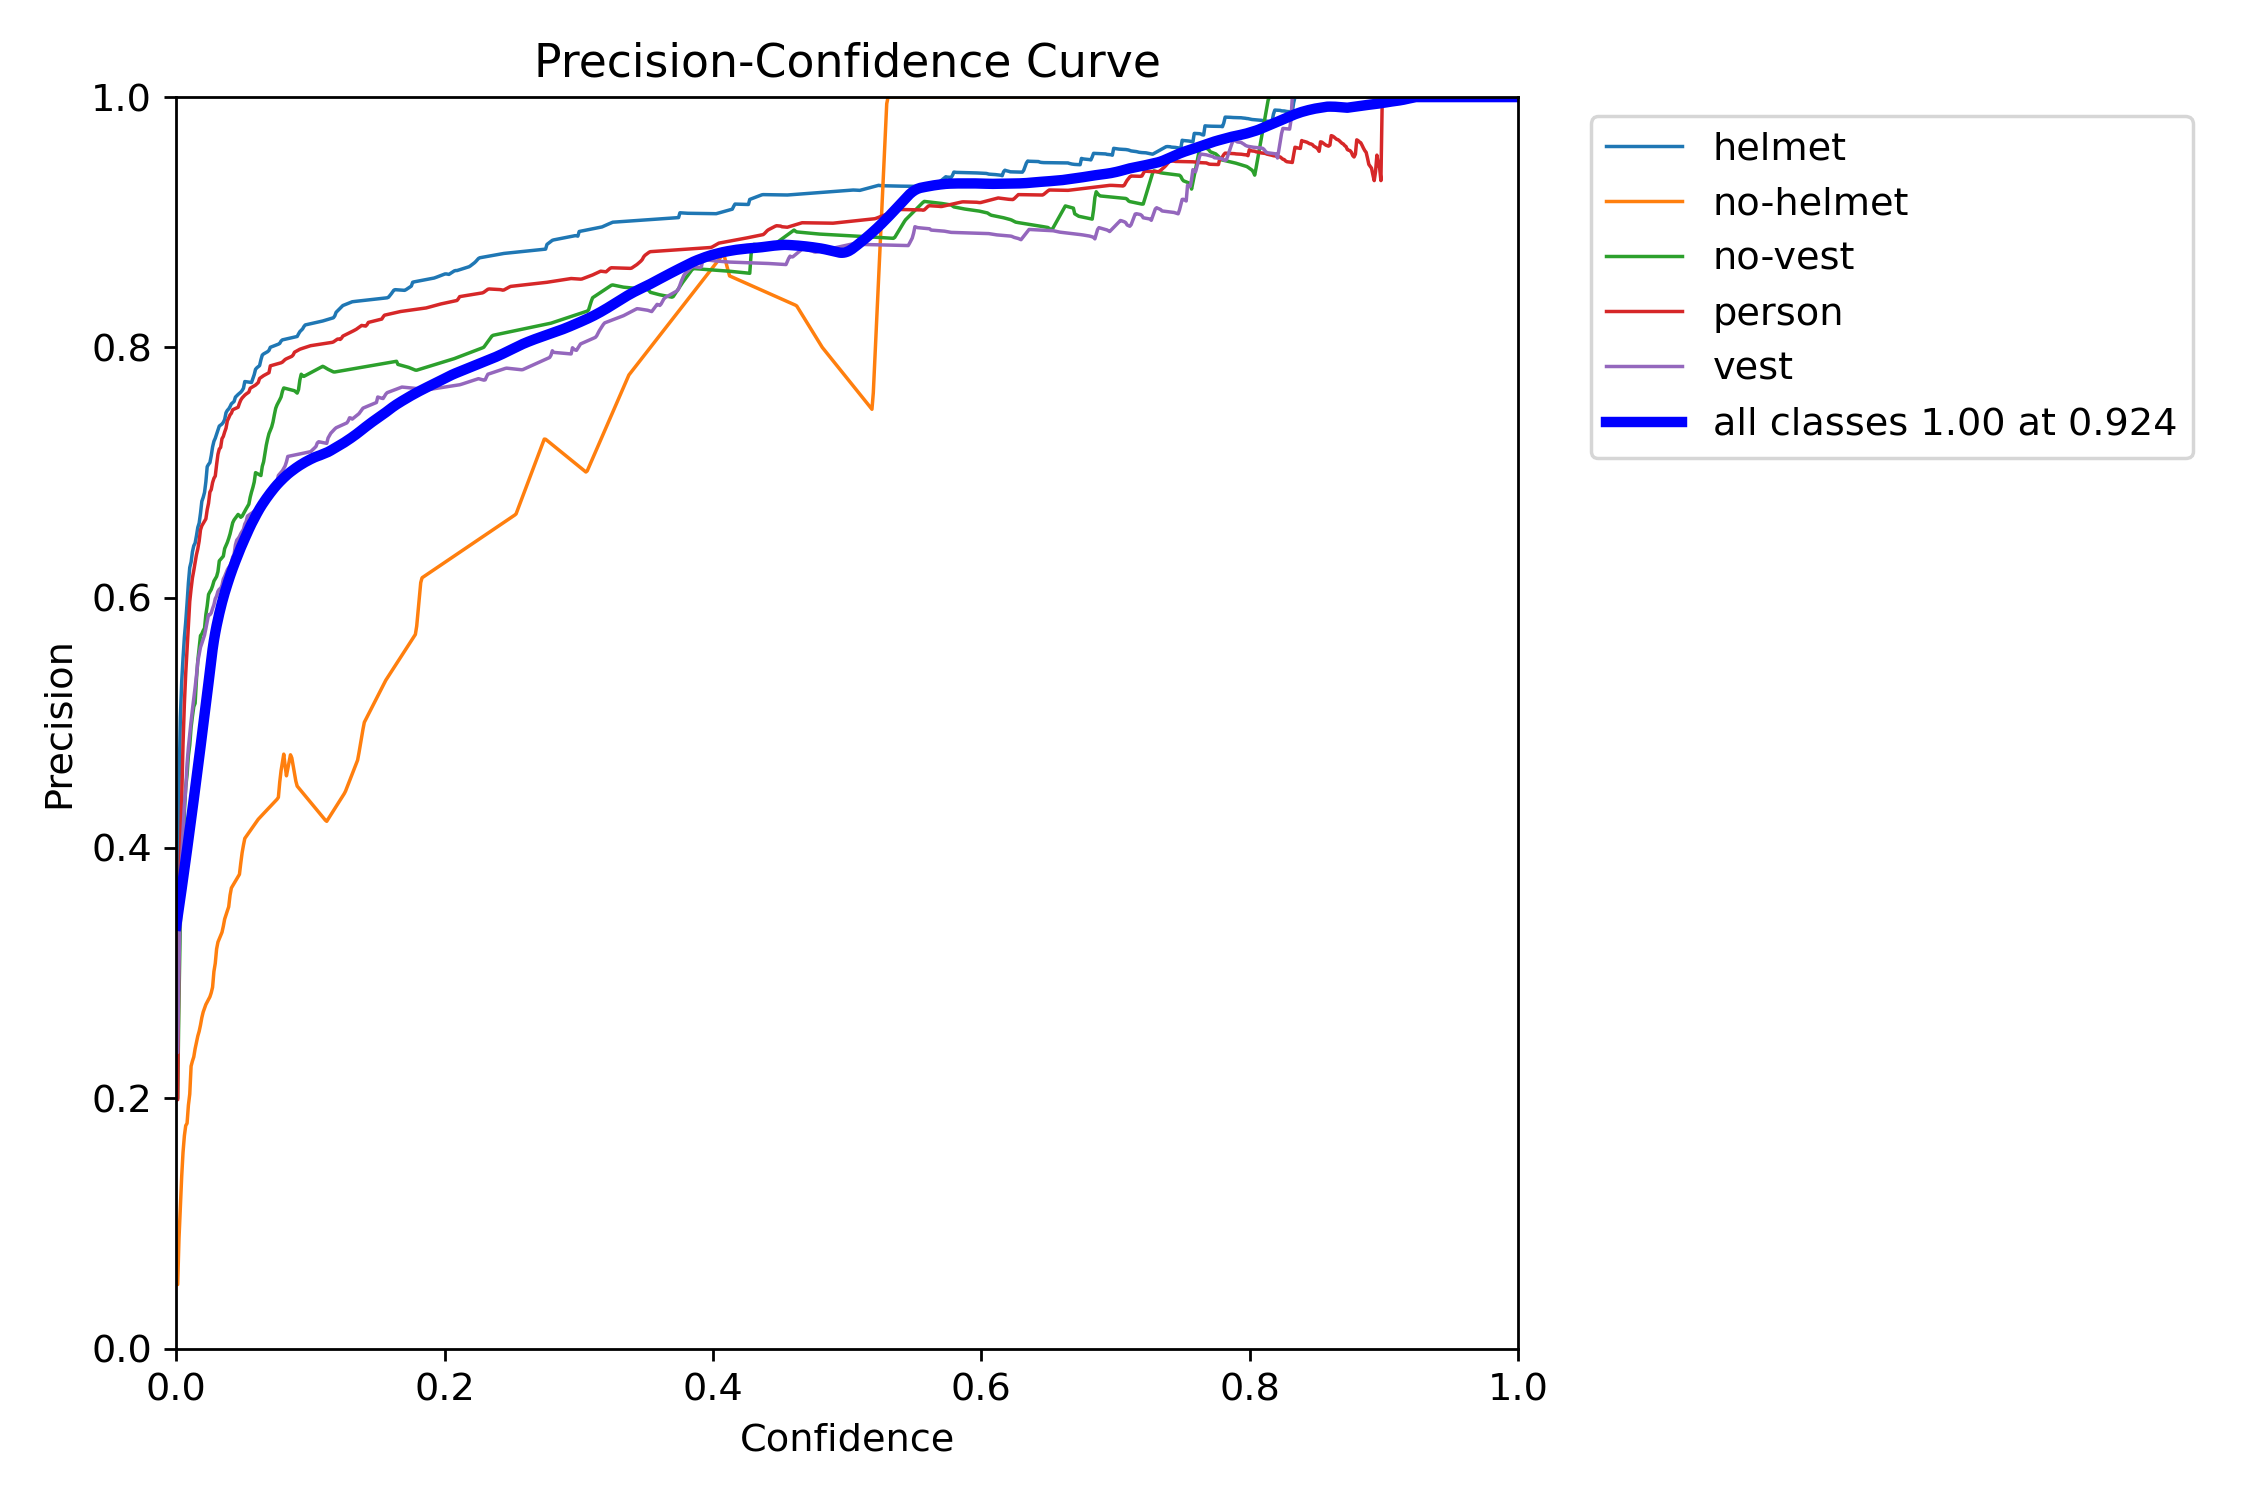 Precision-Confidence Curve
1.0
0.8
0.6
0.4
0.2
0.0
Precision
0.0 0.2 0.4 0.6 0.8 1.0
Confidence
helmet
no-helmet
no-vest
person
vest
all classes 1.00 at 0.924